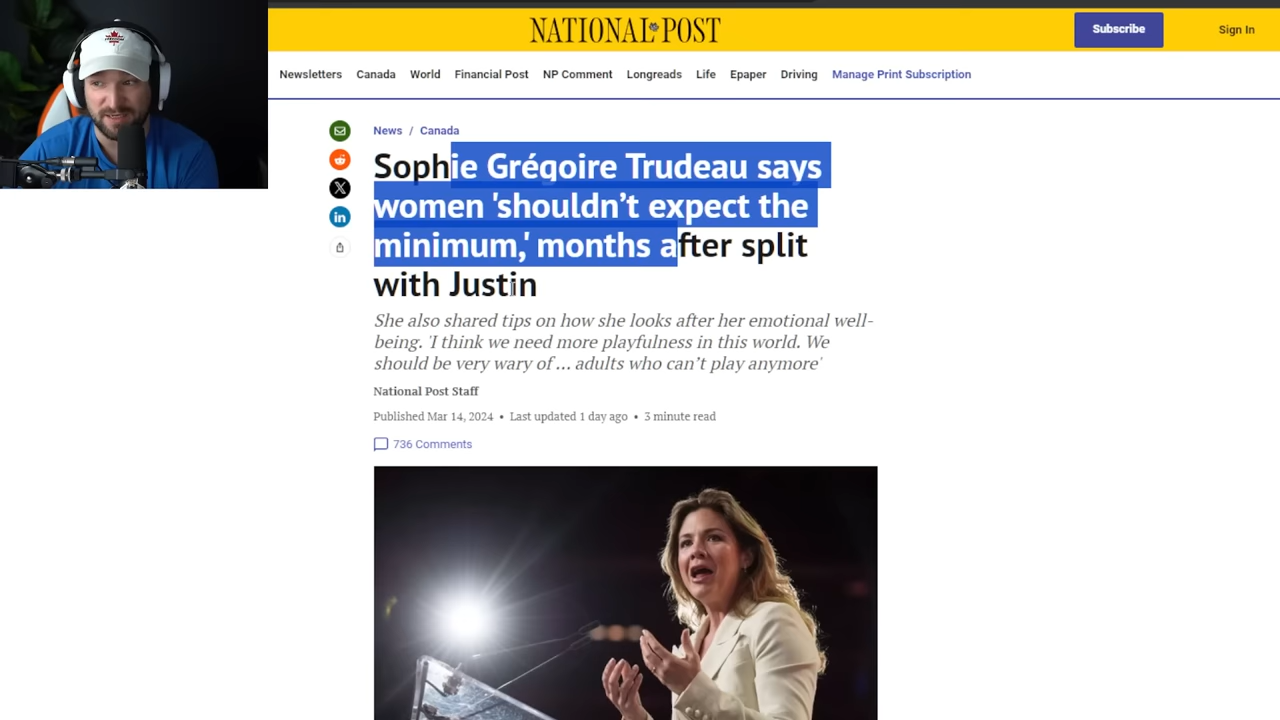 NATIONAL POST
Subscribe
Sign In
Newsletters
Canada
World
Financial Post
NP Comment
Longreads
Life
Epaper
Driving
Manage Print Subscription
News / Canada
Sophie Grégoire Trudeau says
women 'shouldn’t expect the
minimum,' months after split
with Justin
She also shared tips on how she looks after her emotional well-
being. 'I think we need more playfulness in this world. We
should be very wary of … adults who can’t play anymore'
National Post Staff
Published Mar 14, 2024 • Last updated 1 day ago • 3 minute read
736 Comments